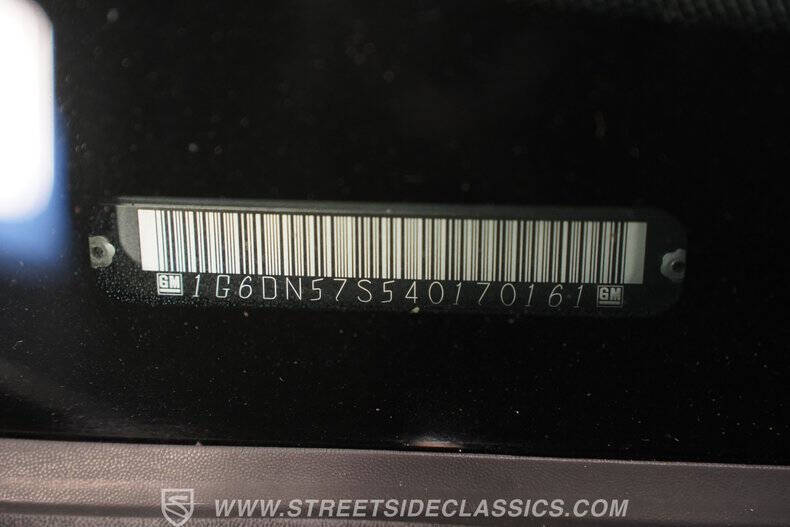 GM 1G6DN57S540170161 GM
WWW.STREETSIDECLASSICS.COM